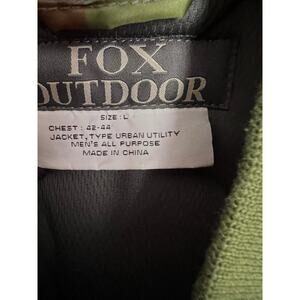 FOX
OUTDOOR
SIZE: L
CHEST: 42-44
JACKET, TYPE URBAN UTILITY
MEN'S ALL PURPOSE
MADE IN CHINA